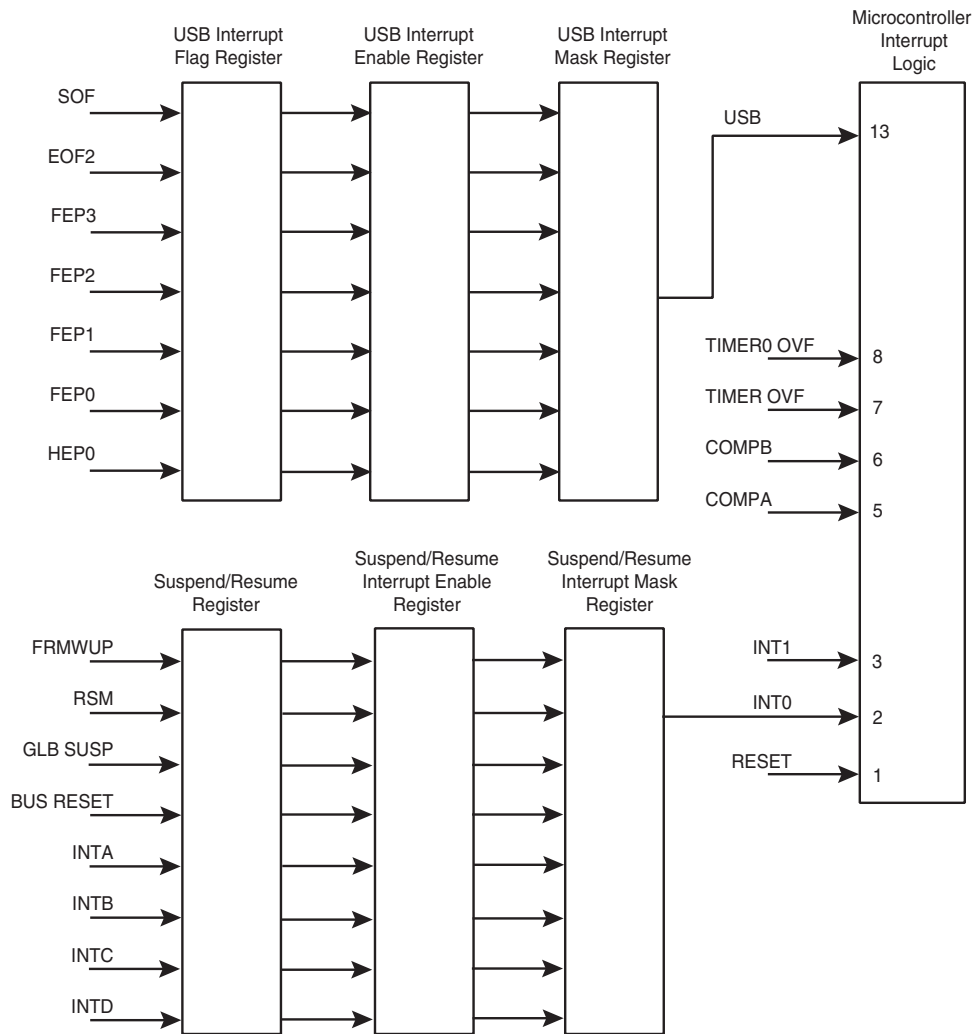 USB Interrupt
Flag Register
USB Interrupt
Enable Register
USB Interrupt
Mask Register
Microcontroller
Interrupt
Logic
SOF
EOF2
FEP3
FEP2
FEP1
FEP0
HEP0
USB
13
TIMER0 OVF
8
TIMER OVF
7
COMPB
6
COMPA
5
Suspend/Resume
Register
Suspend/Resume
Interrupt Enable
Register
Suspend/Resume
Interrupt Mask
Register
FRMWUP
RSM
GLB SUSP
BUS RESET
INTA
INTB
INTC
INTD
INT1
3
INT0
2
RESET
1